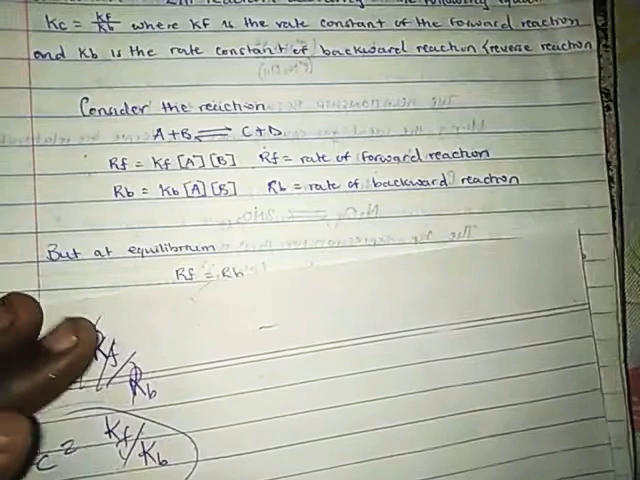 Kc = Kf/Kb where Kf is the rate constant of the forward reaction
and Kb is the rate constant of backward reaction (reverse reaction
Consider the reaction
A+B ⇌ C+D
Rf = Kf [A][B] Rf = rate of forward reaction
Rb = Kb [A][B] Rb = rate of backward reaction
But at equilibrium
Rf = Rb
Kf/Rb
c = Kf/Kb